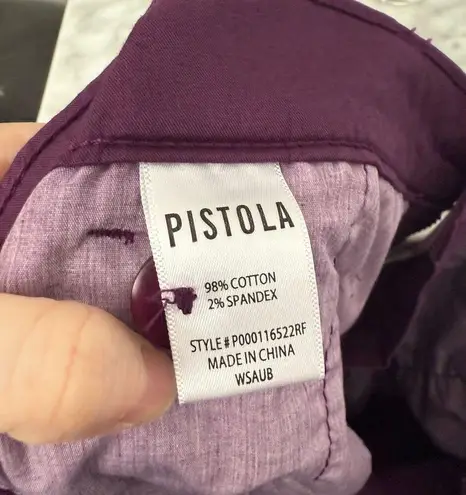 PISTOLA
98% COTTON
2% SPANDEX
STYLE # P000116522RF
MADE IN CHINA
WSAUB